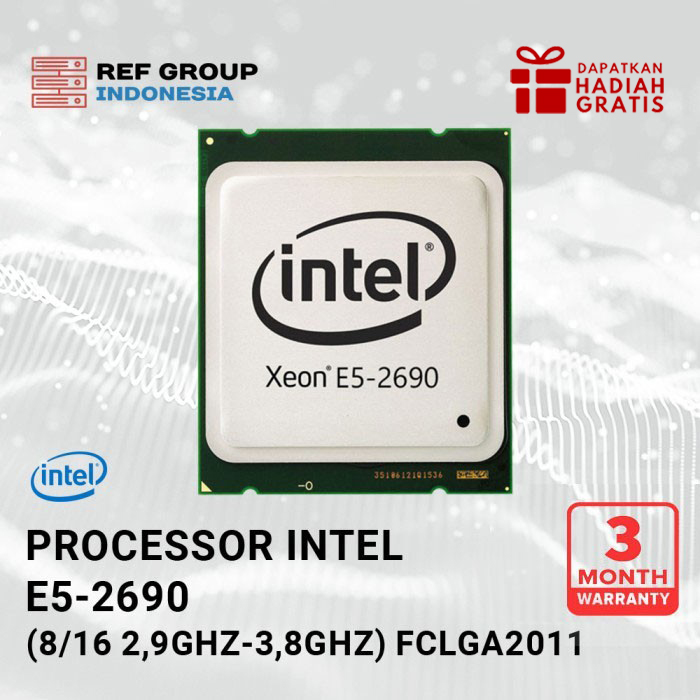 REF GROUP
INDONESIA
DAPATKAN
HADIAH
GRATIS
intel®
Xeon® E5-2690
35106121Q1536
-O
intel
PROCESSOR INTEL
E5-2690
(8/16 2,9GHZ-3,8GHZ) FCLGA2011
3
MONTH
WARRANTY